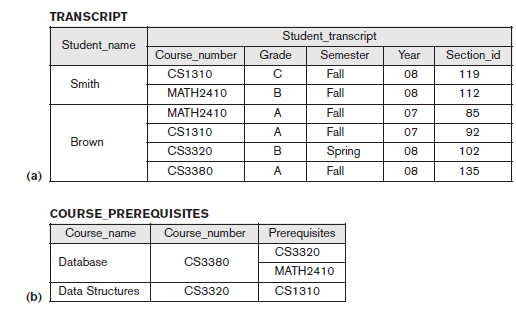 TRANSCRIPT
Student_name Student_transcript
Course_number Grade Semester Year Section_id
Smith CS1310 C Fall 08 119
MATH2410 B Fall 08 112
Brown MATH2410 A Fall 07 85
CS1310 A Fall 07 92
CS3320 B Spring 08 102
(a) CS3380 A Fall 08 135
COURSE_PREREQUISITES
Course_name Course_number Prerequisites
Database CS3380 CS3320
MATH2410
(b) Data Structures CS3320 CS1310